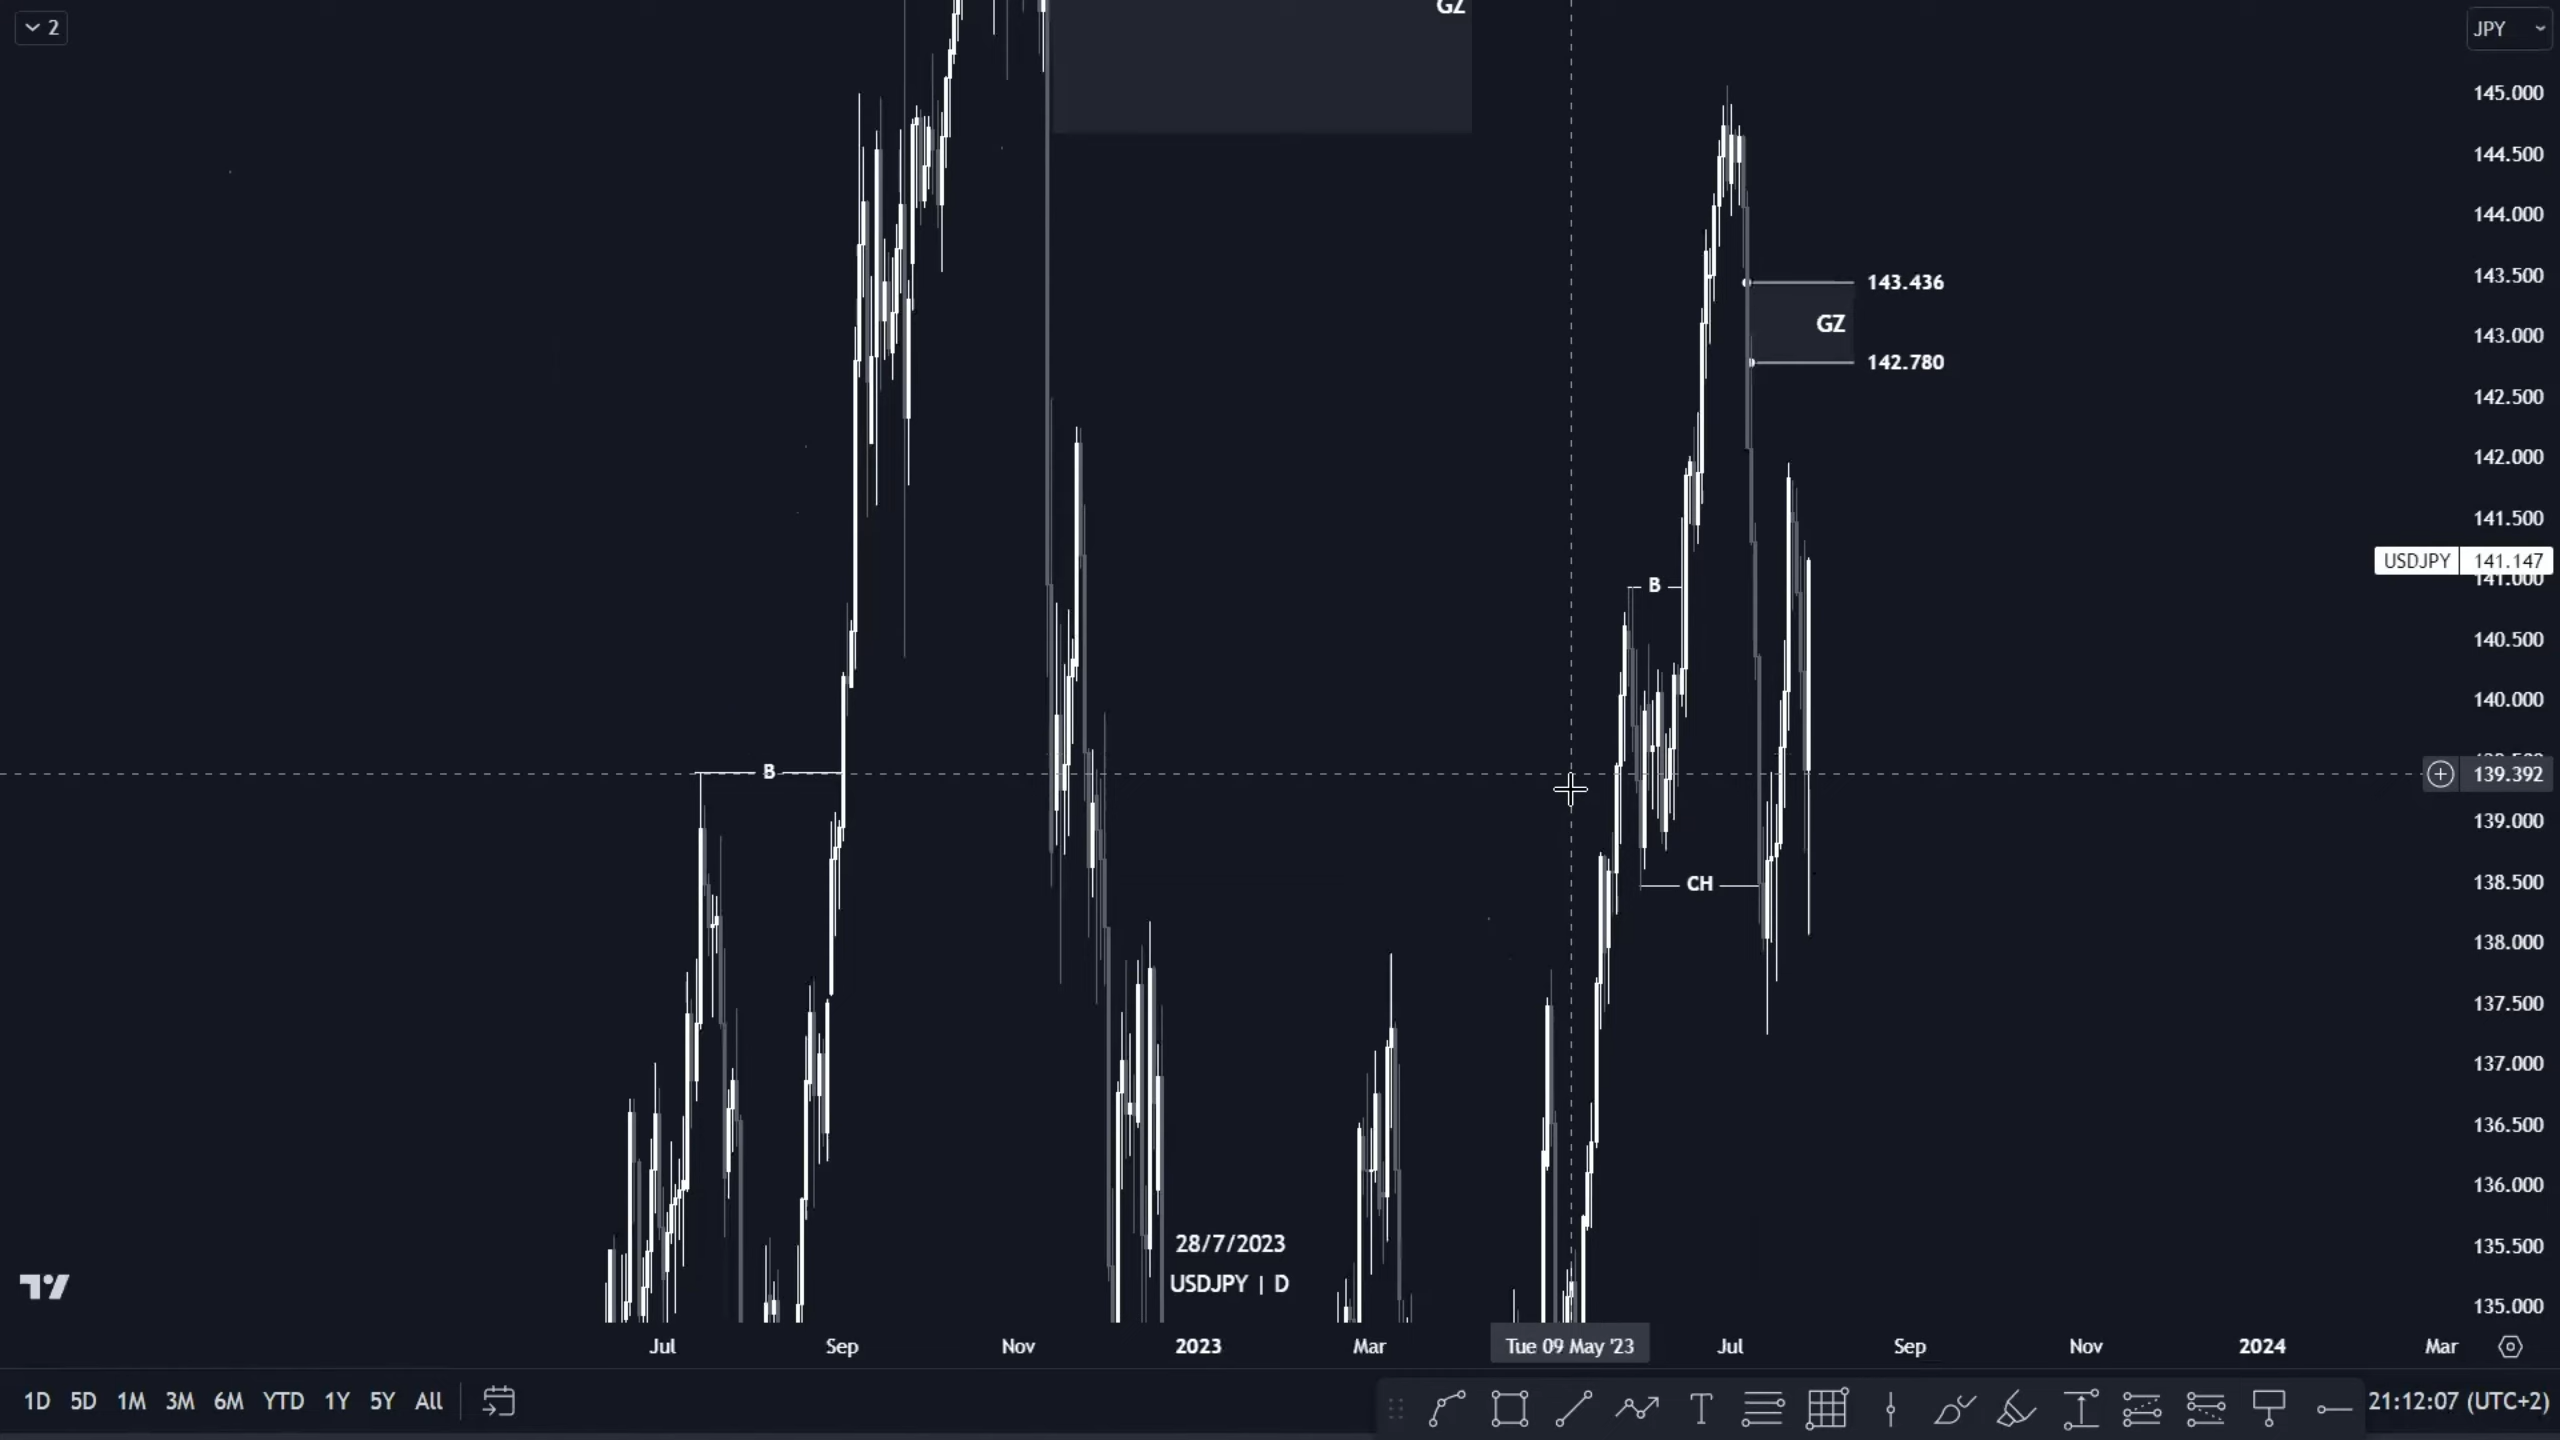 2
GZ
JPY
145.000
144.500
144.000
143.500
143.436
GZ
143.000
142.780
142.500
142.000
141.500
USDJPY 141.147
141.000
B
140.500
140.000
B
139.392
139.000
CH
138.500
138.000
137.500
137.000
136.500
136.000
28/7/2023
135.500
USDJPY | D
135.000
Jul Sep Nov 2023 Mar Tue 09 May '23 Jul Sep Nov 2024 Mar
1D 5D 1M 3M 6M YTD 1Y 5Y All
21:12:07 (UTC+2)